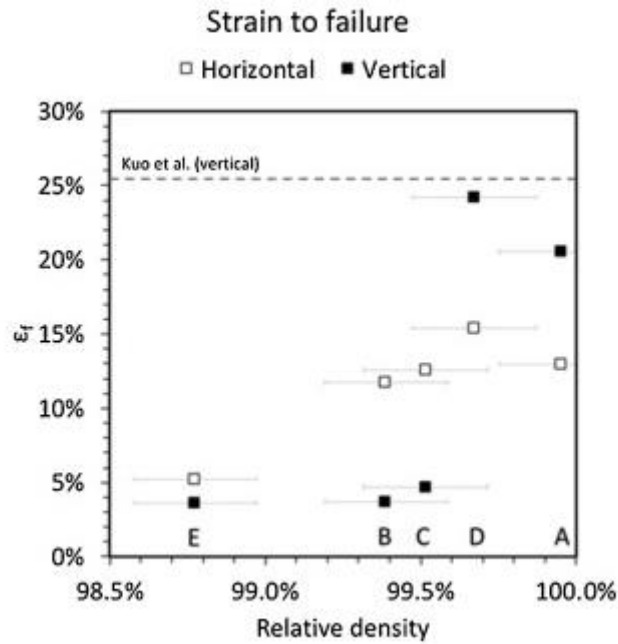 Strain to failure
□ Horizontal ■ Vertical
30%
Kuo et al. (vertical)
25%
20%
15%
10%
5%
0%
εf
E B C D A
98.5% 99.0% 99.5% 100.0%
Relative density